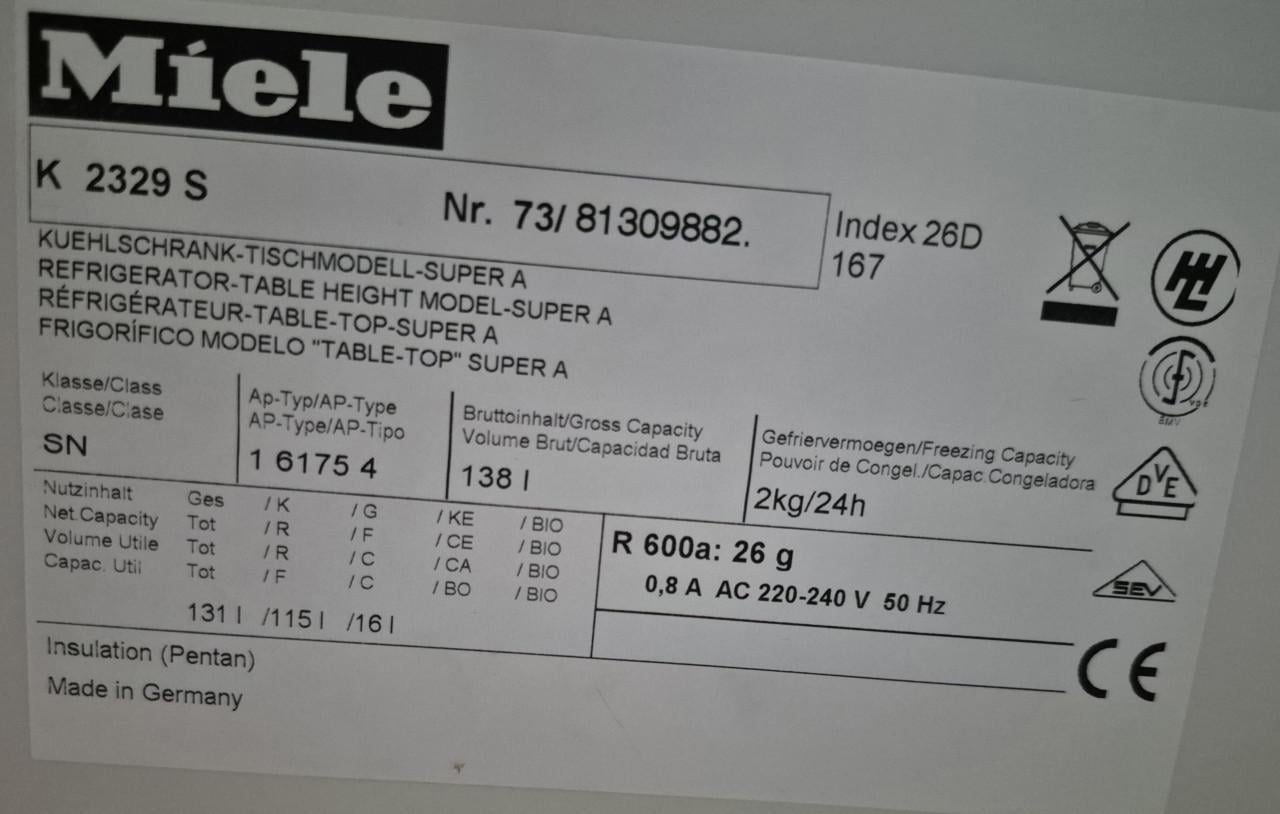 Miele
K 2329 S Nr. 73/ 81309882. Index 26D
167
KUEHLSCHRANK-TISCHMODELL-SUPER A
REFRIGERATOR-TABLE HEIGHT MODEL-SUPER A
RÉFRIGÉRATEUR-TABLE-TOP-SUPER A
FRIGORÍFICO MODELO "TABLE-TOP" SUPER A
Klasse/Class
Classe/Clase
SN
Ap-Typ/AP-Type
AP-Type/AP-Tipo
1 6175 4
Bruttoinhalt/Gross Capacity
Volume Brut/Capacidad Bruta
138 l
Gefriervermoegen/Freezing Capacity
Pouvoir de Congel./Capac.Congeladora
2kg/24h
Nutzinhalt Ges / K / G / KE / BIO
Net.Capacity Tot / R / F / CE / BIO
Volume Utile Tot / R / C / CA / BIO
Capac. Util Tot / F / C / BO / BIO
131 l /115 l /16 l
R 600a: 26 g
0,8 A AC 220-240 V 50 Hz
Insulation (Pentan)
Made in Germany
VDE
EMV
DVE
SEV
CE